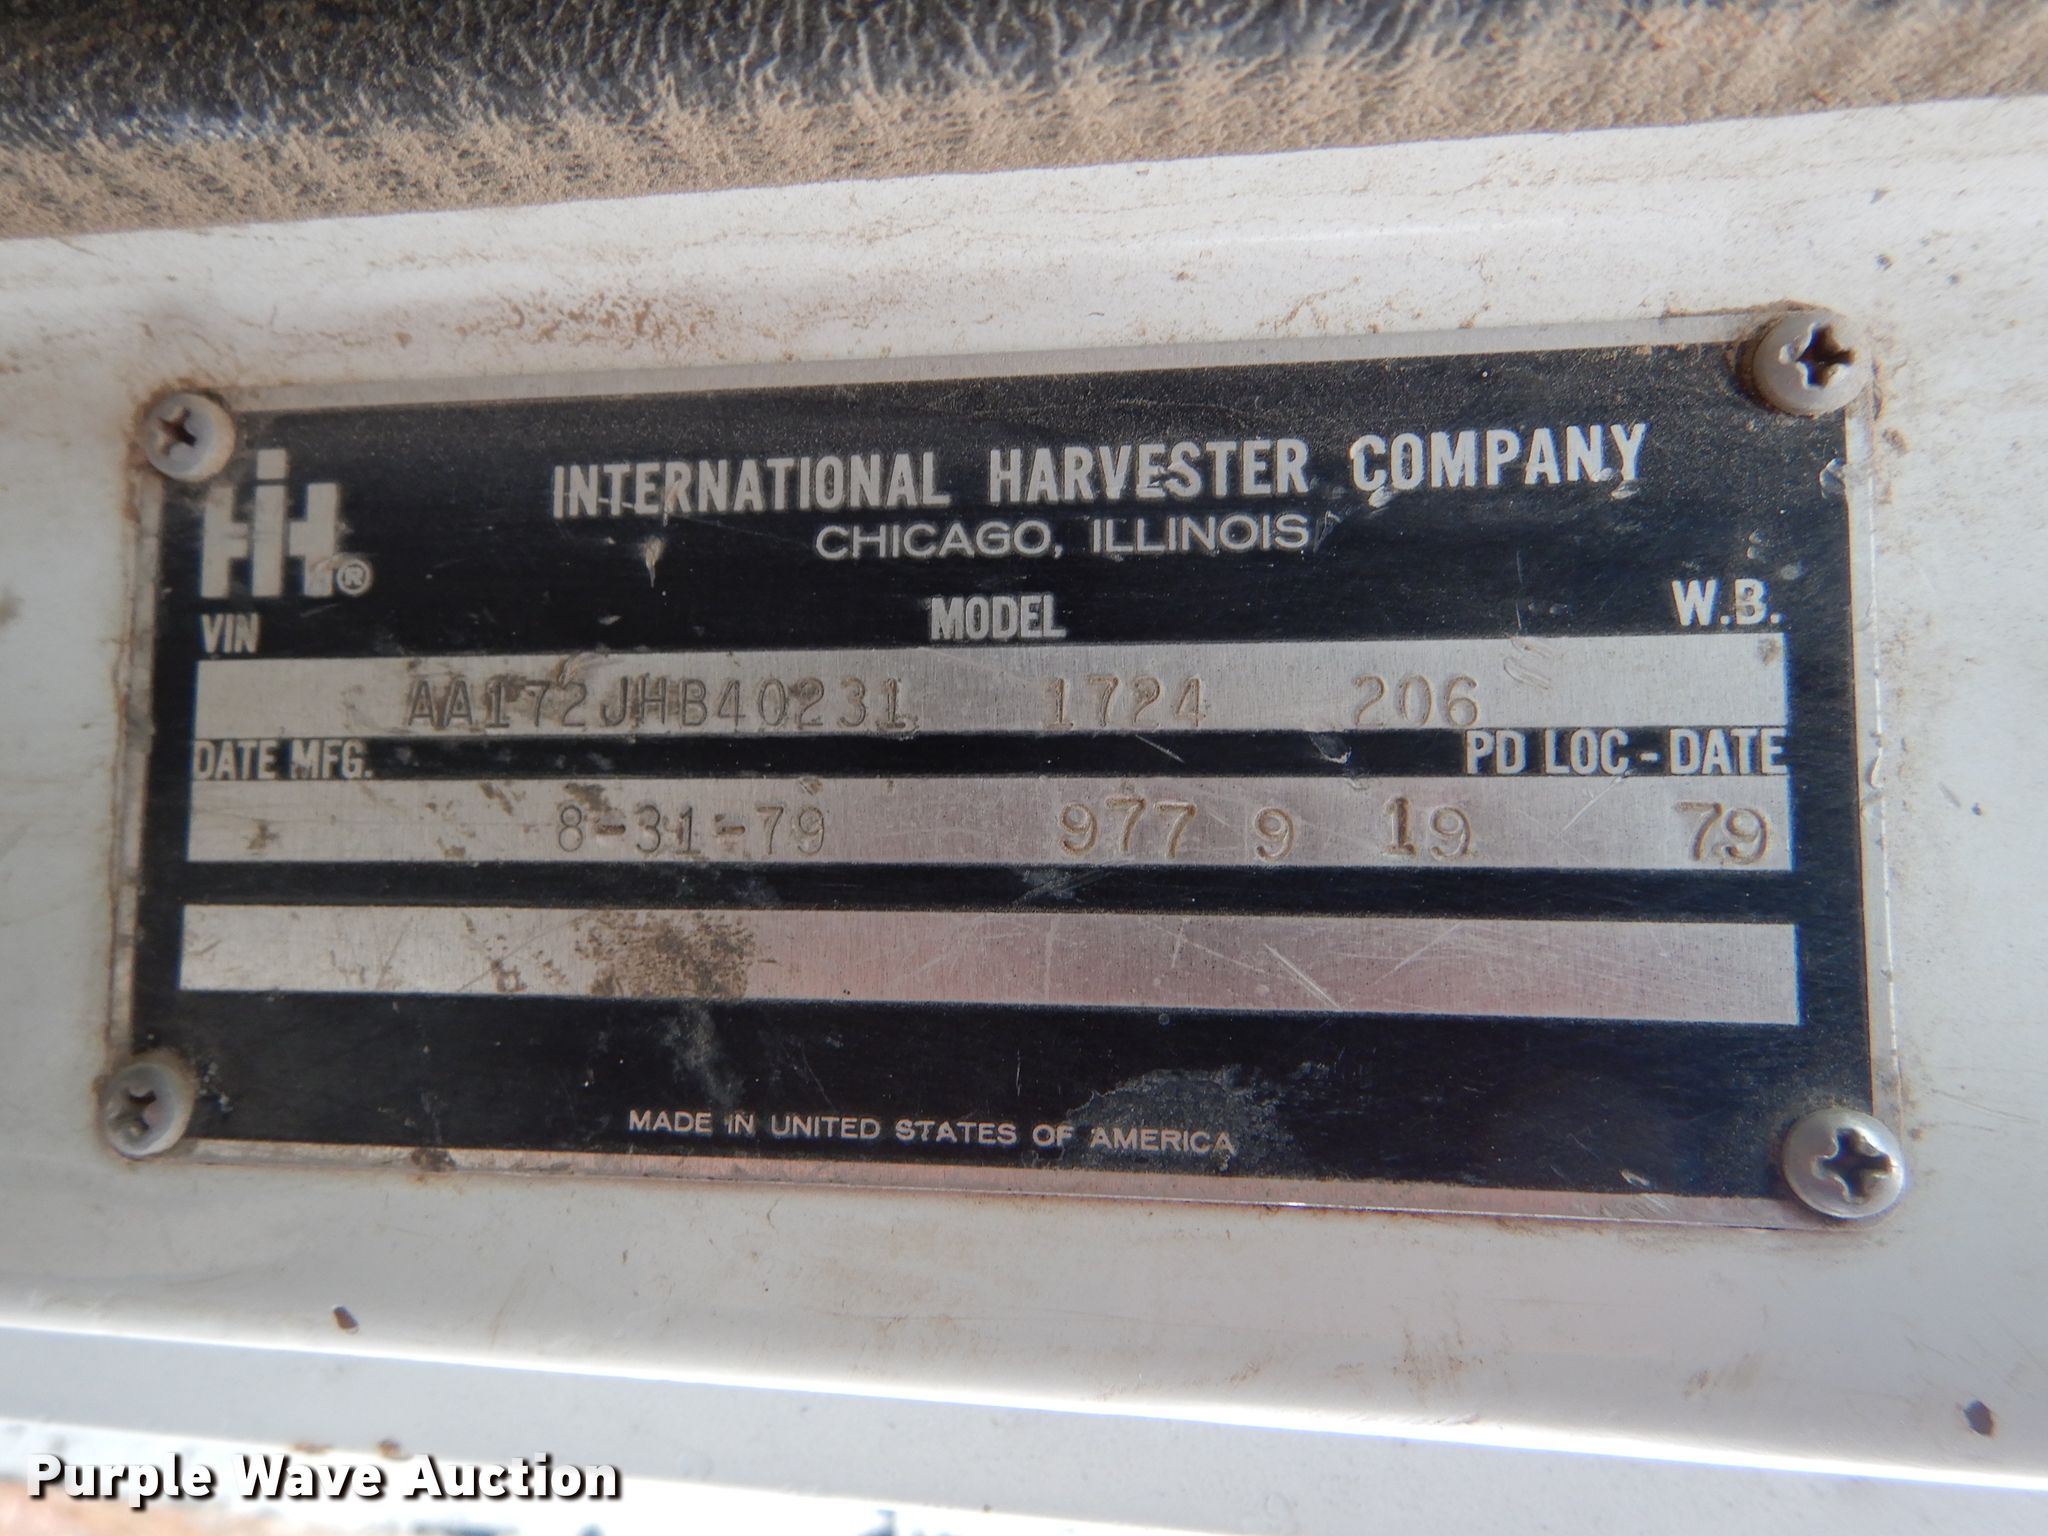 INTERNATIONAL HARVESTER COMPANY
CHICAGO, ILLINOIS
IH®
VIN MODEL W.B.
AA172JHB40231 1724 206
DATE MFG. PD LOC - DATE
8-31-79 977 9 19 79
MADE IN UNITED STATES OF AMERICA
Purple Wave Auction